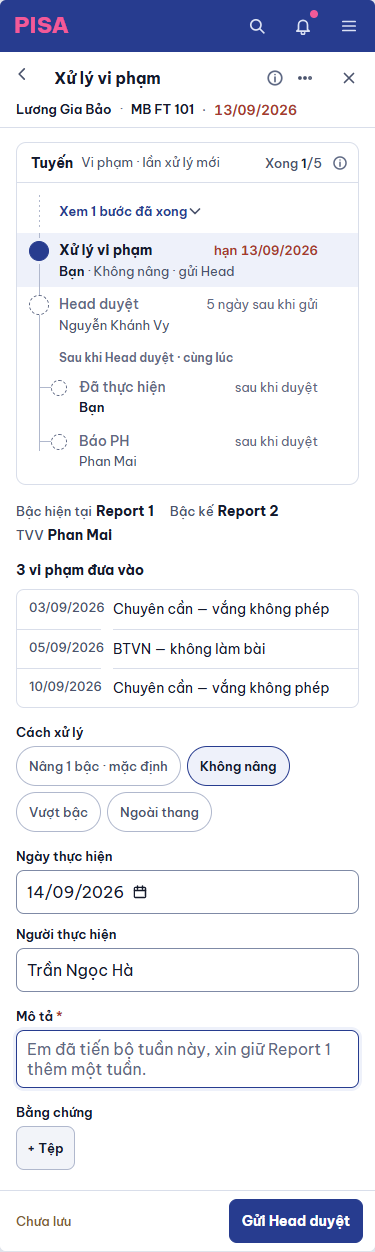 PISA
Xử lý vi phạm
Lương Gia Bảo · MB FT 101 · 13/09/2026
Tuyến Vi phạm · lần xử lý mới Xong 1/5
Xem 1 bước đã xong
Xử lý vi phạm hạn 13/09/2026
Bạn · Không nâng · gửi Head
Head duyệt 5 ngày sau khi gửi
Nguyễn Khánh Vy
Sau khi Head duyệt · cùng lúc
Đã thực hiện sau khi duyệt
Bạn
Báo PH sau khi duyệt
Phan Mai
Bậc hiện tại Report 1 Bậc kế Report 2
TVV Phan Mai
3 vi phạm đưa vào
03/09/2026 Chuyên cần — vắng không phép
05/09/2026 BTVN — không làm bài
10/09/2026 Chuyên cần — vắng không phép
Cách xử lý
Nâng 1 bậc · mặc định Không nâng
Vượt bậc Ngoài thang
Ngày thực hiện
14/09/2026
Người thực hiện
Trần Ngọc Hà
Mô tả *
Em đã tiến bộ tuần này, xin giữ Report 1
thêm một tuần.
Bằng chứng
+ Tệp
Chưa lưu Gửi Head duyệt